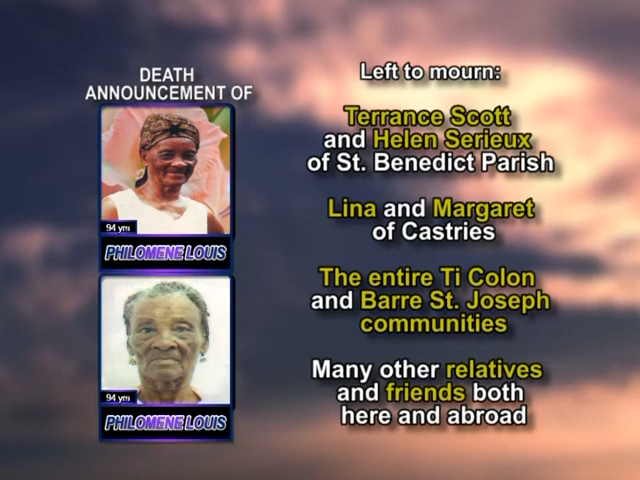 DEATH
ANNOUNCEMENT OF
94 yrs
PHILOMENE LOUIS
94 yrs
PHILOMENE LOUIS
Left to mourn:
Terrance Scott
and Helen Serieux
of St. Benedict Parish
Lina and Margaret
of Castries
The entire Ti Colon
and Barre St. Joseph
communities
Many other relatives
and friends both
here and abroad